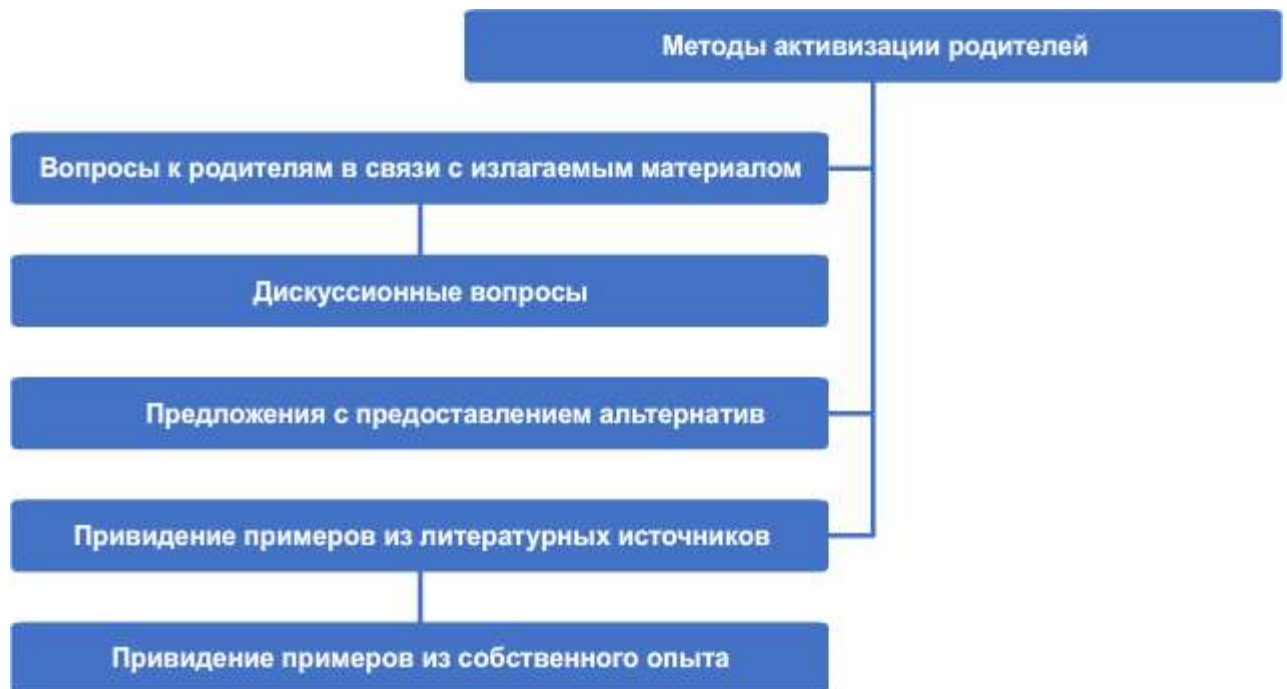 Методы активизации родителей
Вопросы к родителям в связи с излагаемым материалом
Дискуссионные вопросы
Предложения с предоставлением альтернатив
Привидение примеров из литературных источников
Привидение примеров из собственного опыта